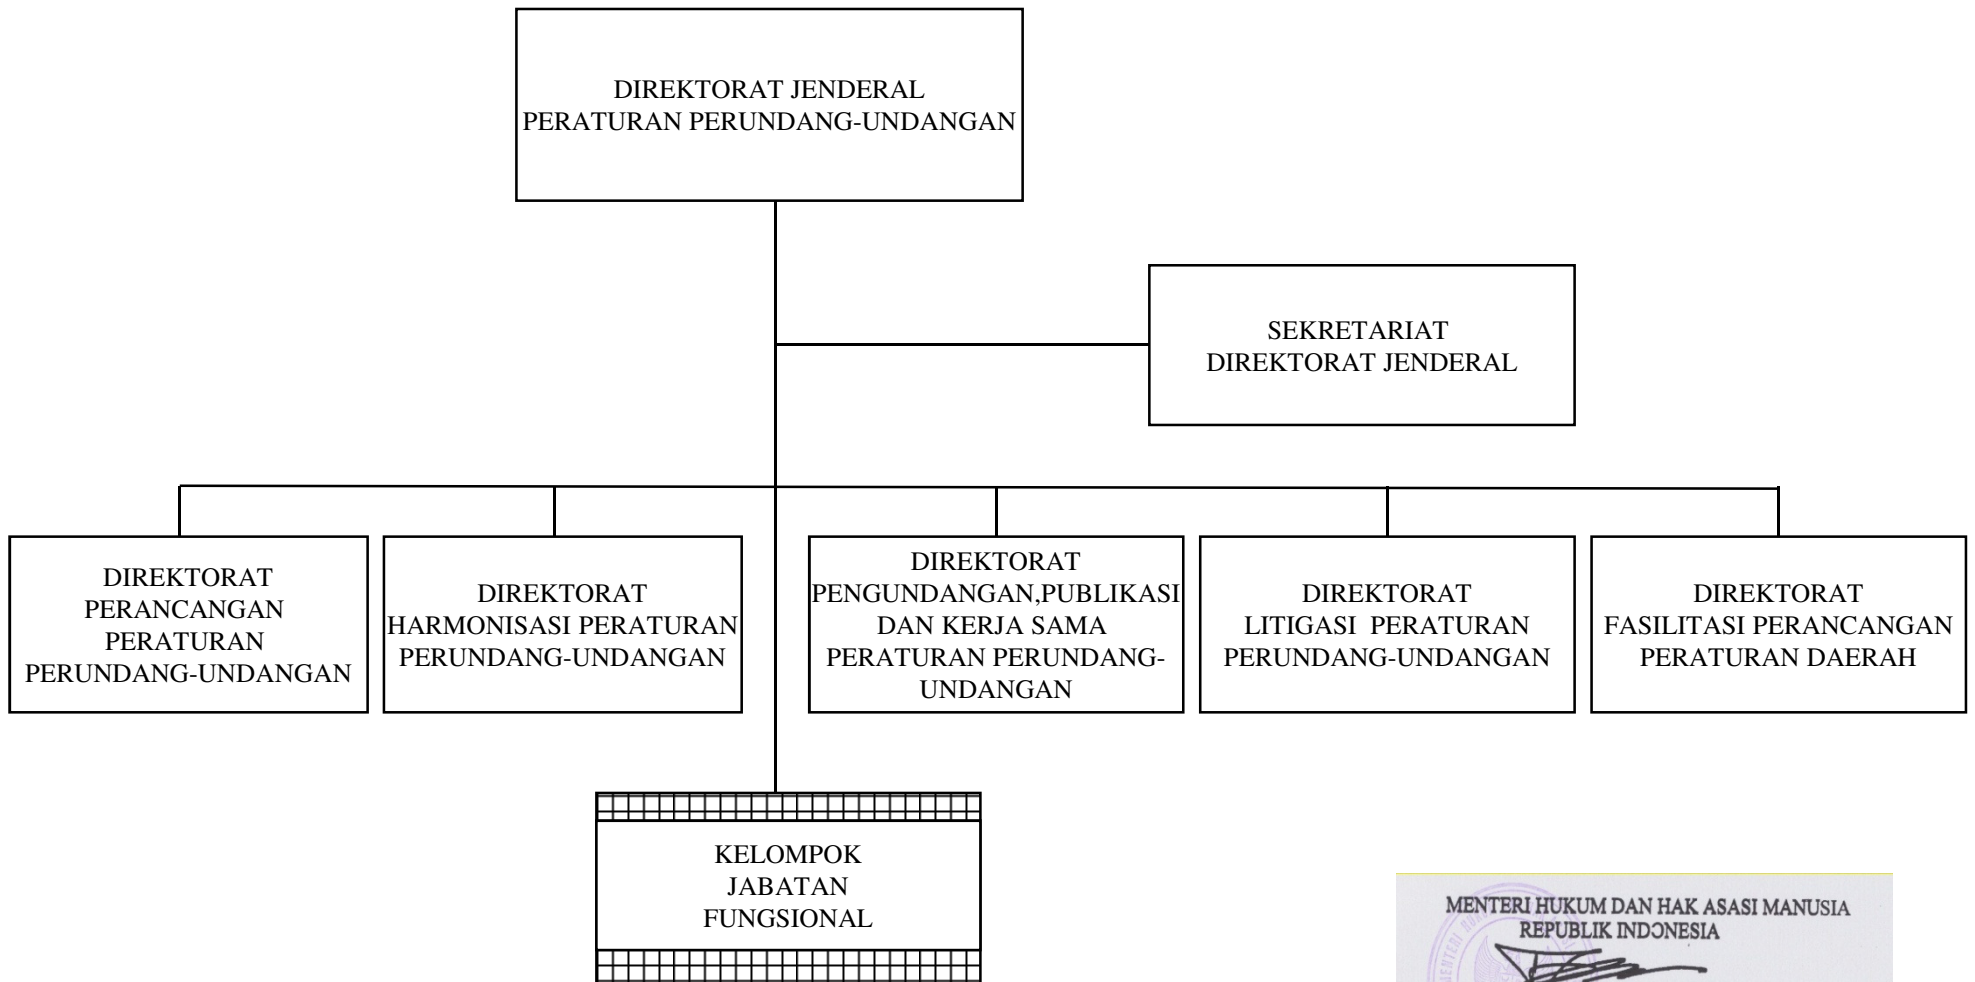 DIREKTORAT JENDERAL
PERATURAN PERUNDANG-UNDANGAN
SEKRETARIAT
DIREKTORAT JENDERAL
DIREKTORAT
PERANCANGAN
PERATURAN
PERUNDANG-UNDANGAN
DIREKTORAT
HARMONISASI PERATURAN
PERUNDANG-UNDANGAN
DIREKTORAT
PENGUNDANGAN,PUBLIKASI
DAN KERJA SAMA
PERATURAN PERUNDANG-
UNDANGAN
DIREKTORAT
LITIGASI PERATURAN
PERUNDANG-UNDANGAN
DIREKTORAT
FASILITASI PERANCANGAN
PERATURAN DAERAH
KELOMPOK
JABATAN
FUNGSIONAL
MENTERI HUKUM DAN HAK ASASI MANUSIA
REPUBLIK INDONESIA